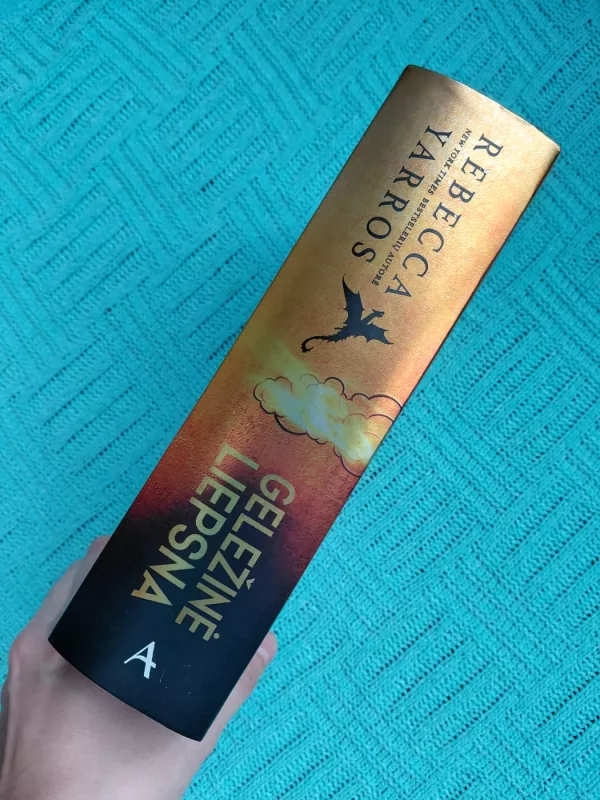 REBECCA
YARROS
NEW YORK TIMES BESTSELERIŲ AUTORĖ
GELEŽINĖ
LIEPSNA
A